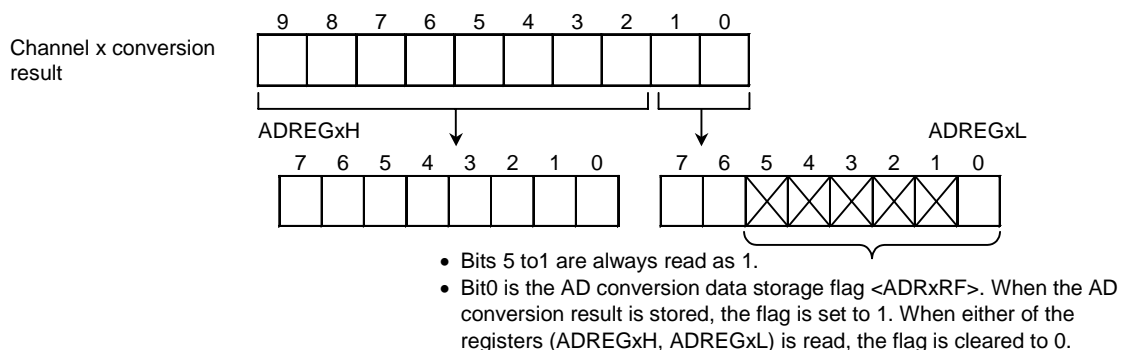 9 8 7 6 5 4 3 2 1 0
Channel x conversion
result
ADREGxH ADREGxL
7 6 5 4 3 2 1 0 7 6 5 4 3 2 1 0
• Bits 5 to1 are always read as 1.
• Bit0 is the AD conversion data storage flag <ADRxRF>. When the AD
conversion result is stored, the flag is set to 1. When either of the
registers (ADREGxH, ADREGxL) is read, the flag is cleared to 0.